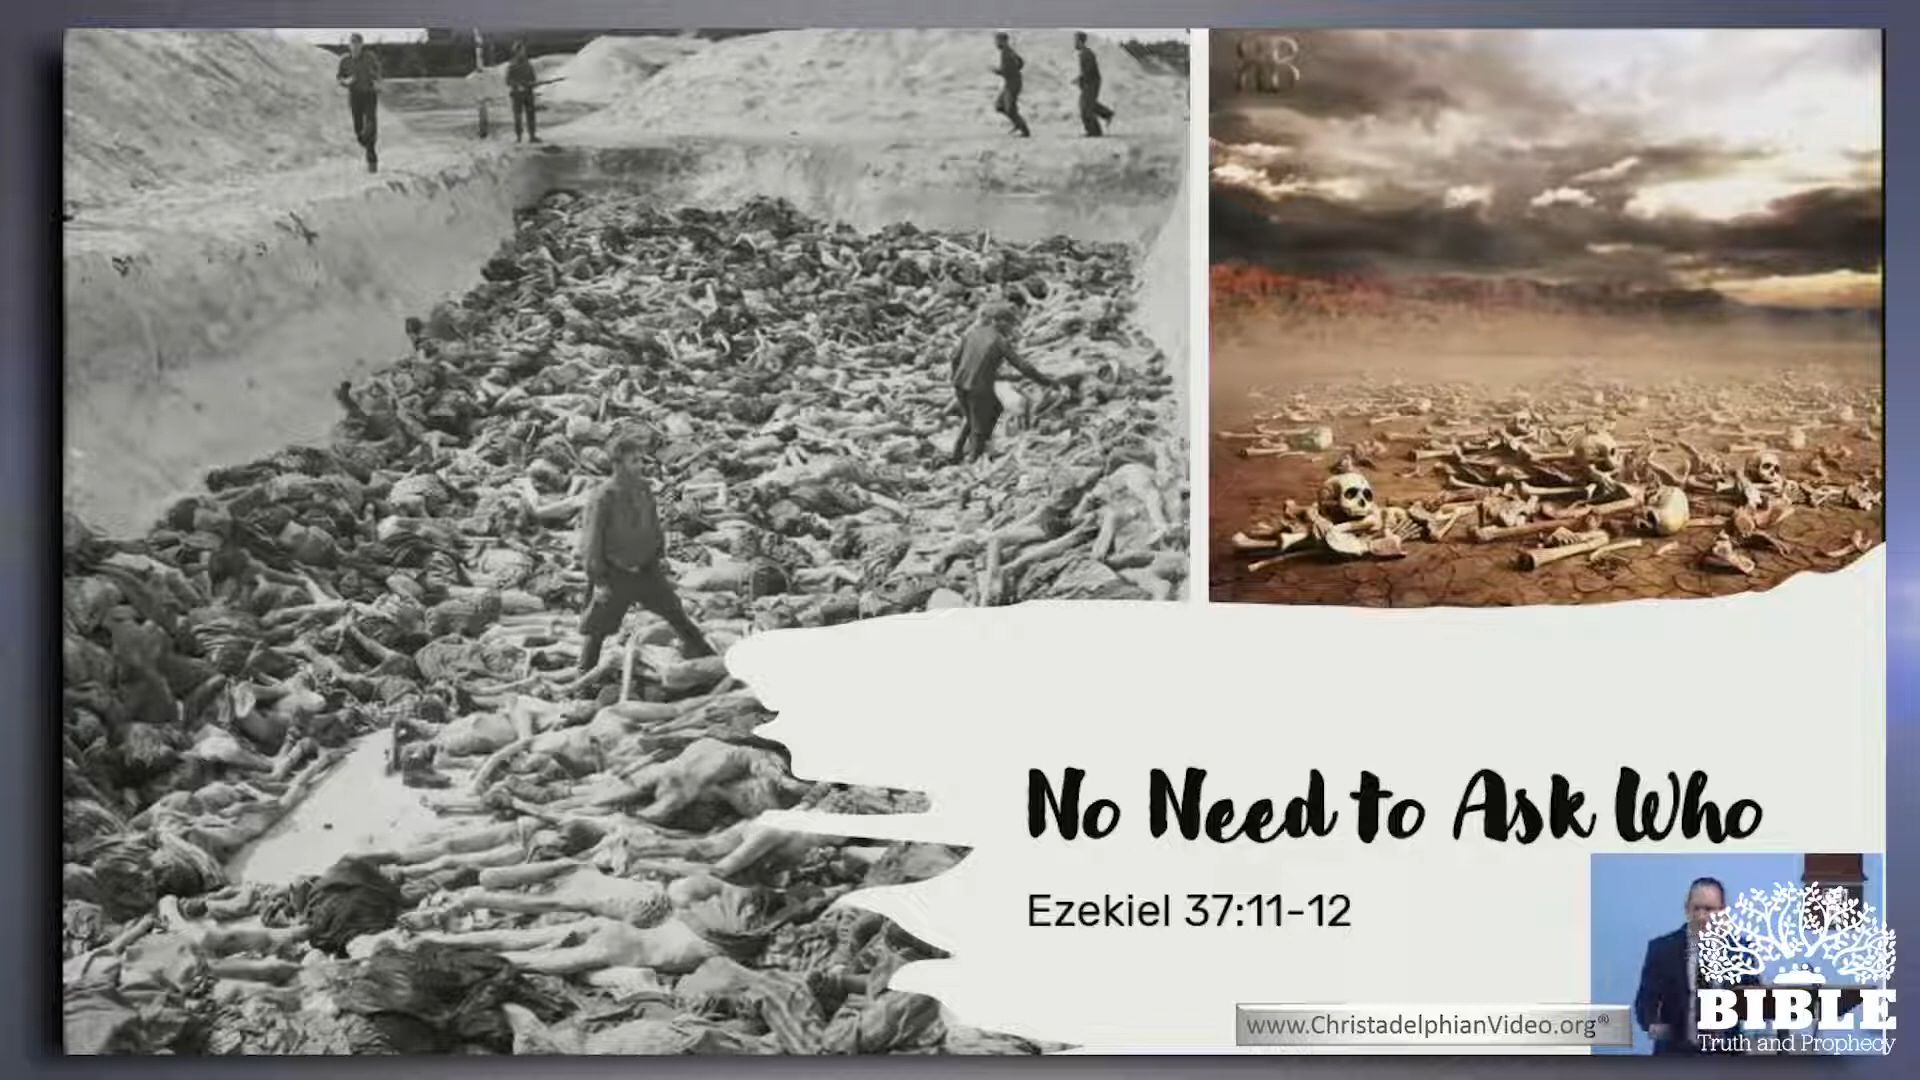 No Need to Ask Who
Ezekiel 37:11-12
www.ChristadelphianVideo.org®
BIBLE
Truth and Prophecy